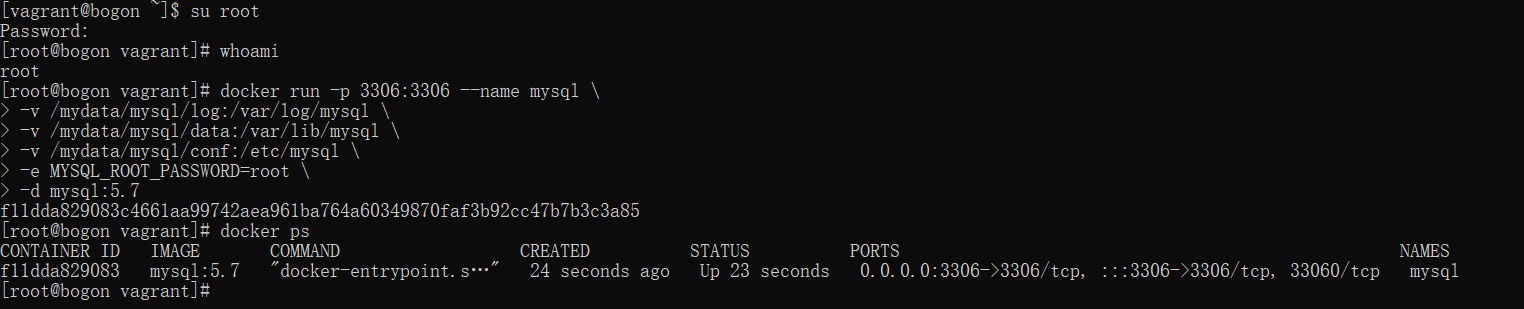 [vagrant@bogon ~]$ su root
Password:
[root@bogon vagrant]# whoami
root
[root@bogon vagrant]# docker run -p 3306:3306 --name mysql \
> -v /mydata/mysql/log:/var/log/mysql \
> -v /mydata/mysql/data:/var/lib/mysql \
> -v /mydata/mysql/conf:/etc/mysql \
> -e MYSQL_ROOT_PASSWORD=root \
> -d mysql:5.7
f11dda829083c4661aa99742aea961ba764a60349870faf3b92cc47b7b3c3a85
[root@bogon vagrant]# docker ps
CONTAINER ID   IMAGE       COMMAND                  CREATED          STATUS          PORTS                                                  NAMES
f11dda829083   mysql:5.7   "docker-entrypoint.s…"   24 seconds ago   Up 23 seconds   0.0.0.0:3306->3306/tcp, :::3306->3306/tcp, 33060/tcp   mysql
[root@bogon vagrant]#